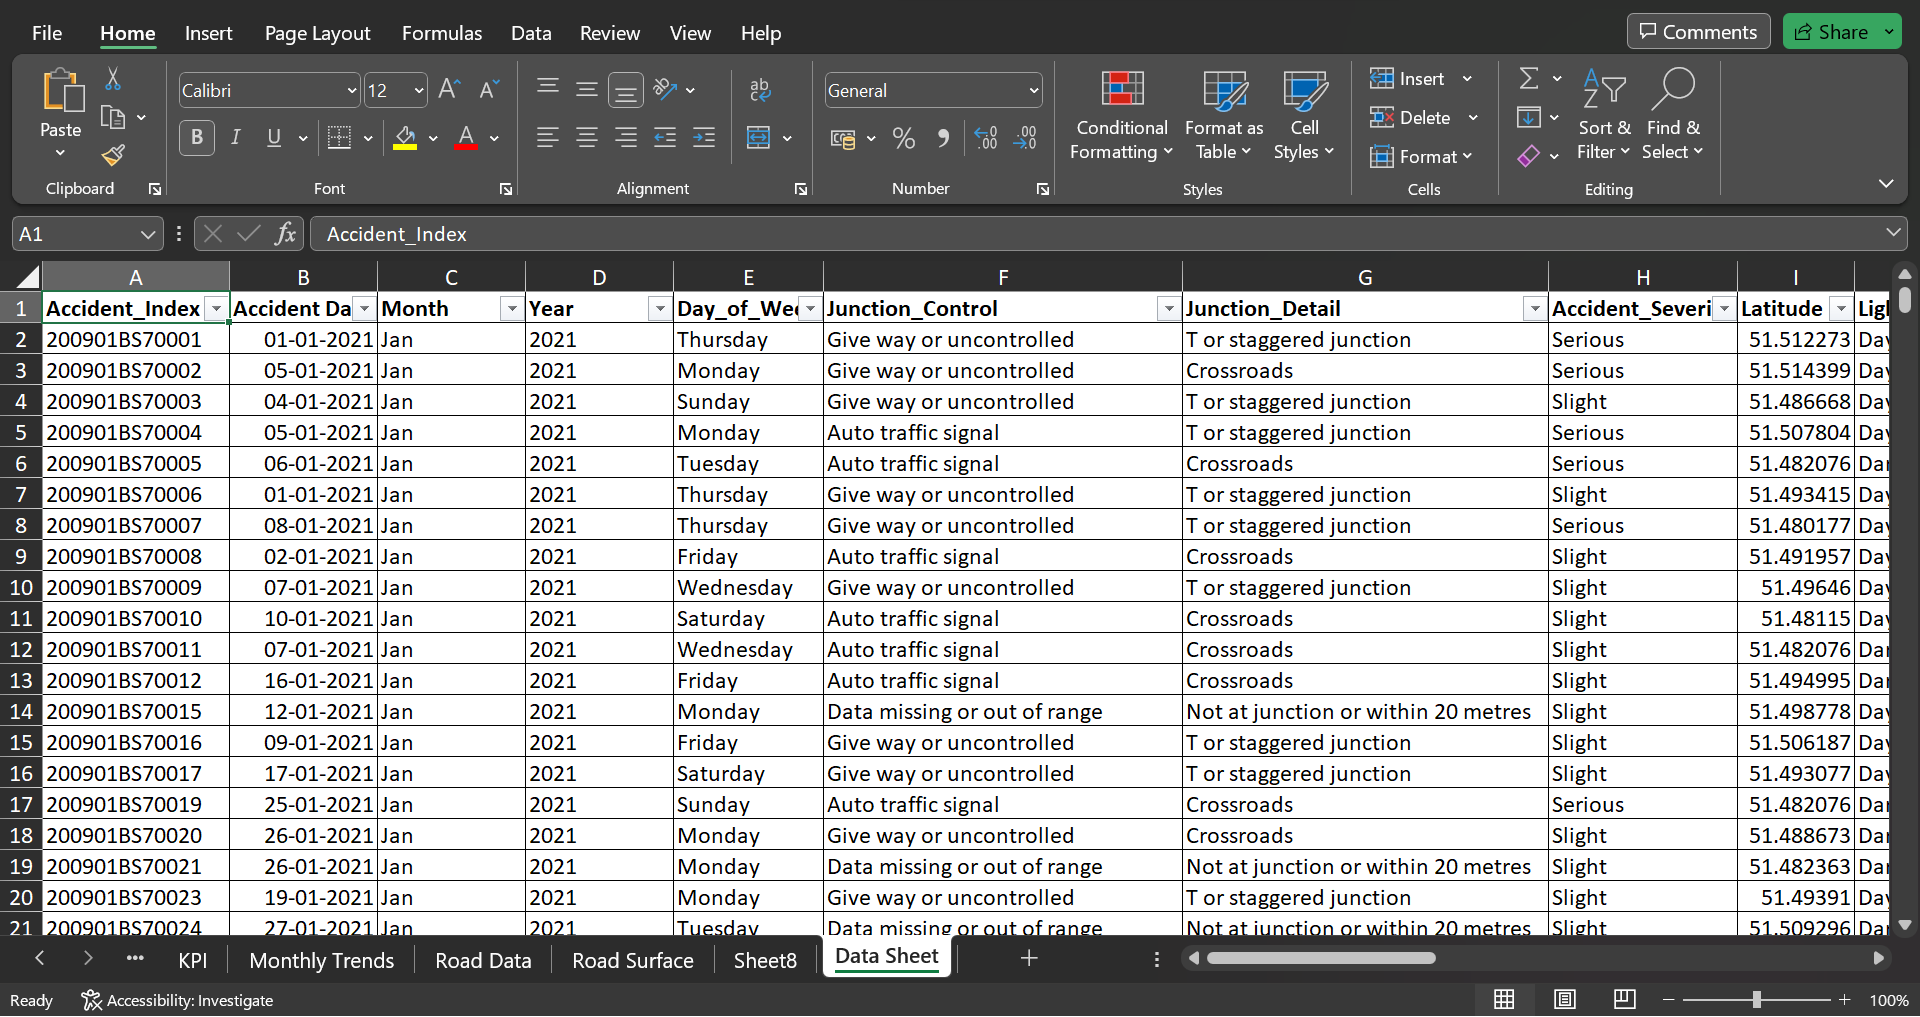 File Home Insert Page Layout Formulas Data Review View Help Comments Share
Calibri 12 General
Insert
Delete
Format
Paste
B I U A
Conditional Formatting
Format as Table
Cell Styles
Sort & Filter
Find & Select
Clipboard Font Alignment Number Styles Cells Editing
A1 fx Accident_Index
A B C D E F G H I
1 Accident_Index Accident Da Month Year Day_of_Wee Junction_Control Junction_Detail Accident_Severi Latitude Lig
2 200901BS70001 01-01-2021 Jan 2021 Thursday Give way or uncontrolled T or staggered junction Serious 51.512273 Day
3 200901BS70002 05-01-2021 Jan 2021 Monday Give way or uncontrolled Crossroads Serious 51.514399 Day
4 200901BS70003 04-01-2021 Jan 2021 Sunday Give way or uncontrolled T or staggered junction Slight 51.486668 Day
5 200901BS70004 05-01-2021 Jan 2021 Monday Auto traffic signal T or staggered junction Serious 51.507804 Day
6 200901BS70005 06-01-2021 Jan 2021 Tuesday Auto traffic signal Crossroads Serious 51.482076 Dar
7 200901BS70006 01-01-2021 Jan 2021 Thursday Give way or uncontrolled T or staggered junction Slight 51.493415 Day
8 200901BS70007 08-01-2021 Jan 2021 Thursday Give way or uncontrolled T or staggered junction Serious 51.480177 Day
9 200901BS70008 02-01-2021 Jan 2021 Friday Auto traffic signal Crossroads Slight 51.491957 Day
10 200901BS70009 07-01-2021 Jan 2021 Wednesday Give way or uncontrolled T or staggered junction Slight 51.49646 Day
11 200901BS70010 10-01-2021 Jan 2021 Saturday Auto traffic signal Crossroads Slight 51.48115 Day
12 200901BS70011 07-01-2021 Jan 2021 Wednesday Auto traffic signal Crossroads Slight 51.482076 Dar
13 200901BS70012 16-01-2021 Jan 2021 Friday Auto traffic signal Crossroads Slight 51.494995 Dar
14 200901BS70015 12-01-2021 Jan 2021 Monday Data missing or out of range Not at junction or within 20 metres Slight 51.498778 Day
15 200901BS70016 09-01-2021 Jan 2021 Friday Give way or uncontrolled T or staggered junction Slight 51.506187 Day
16 200901BS70017 17-01-2021 Jan 2021 Saturday Give way or uncontrolled T or staggered junction Slight 51.493077 Day
17 200901BS70019 25-01-2021 Jan 2021 Sunday Auto traffic signal Crossroads Serious 51.482076 Dar
18 200901BS70020 26-01-2021 Jan 2021 Monday Give way or uncontrolled Crossroads Slight 51.488673 Dar
19 200901BS70021 26-01-2021 Jan 2021 Monday Data missing or out of range Not at junction or within 20 metres Slight 51.482363 Dar
20 200901BS70023 19-01-2021 Jan 2021 Monday Give way or uncontrolled T or staggered junction Slight 51.49391 Day
21 200901BS70024 27-01-2021 Jan 2021 Tuesday Data missing or out of range Not at junction or within 20 metres Slight 51.509296 Dar
KPI Monthly Trends Road Data Road Surface Sheet8 Data Sheet
Ready Accessibility: Investigate 100%